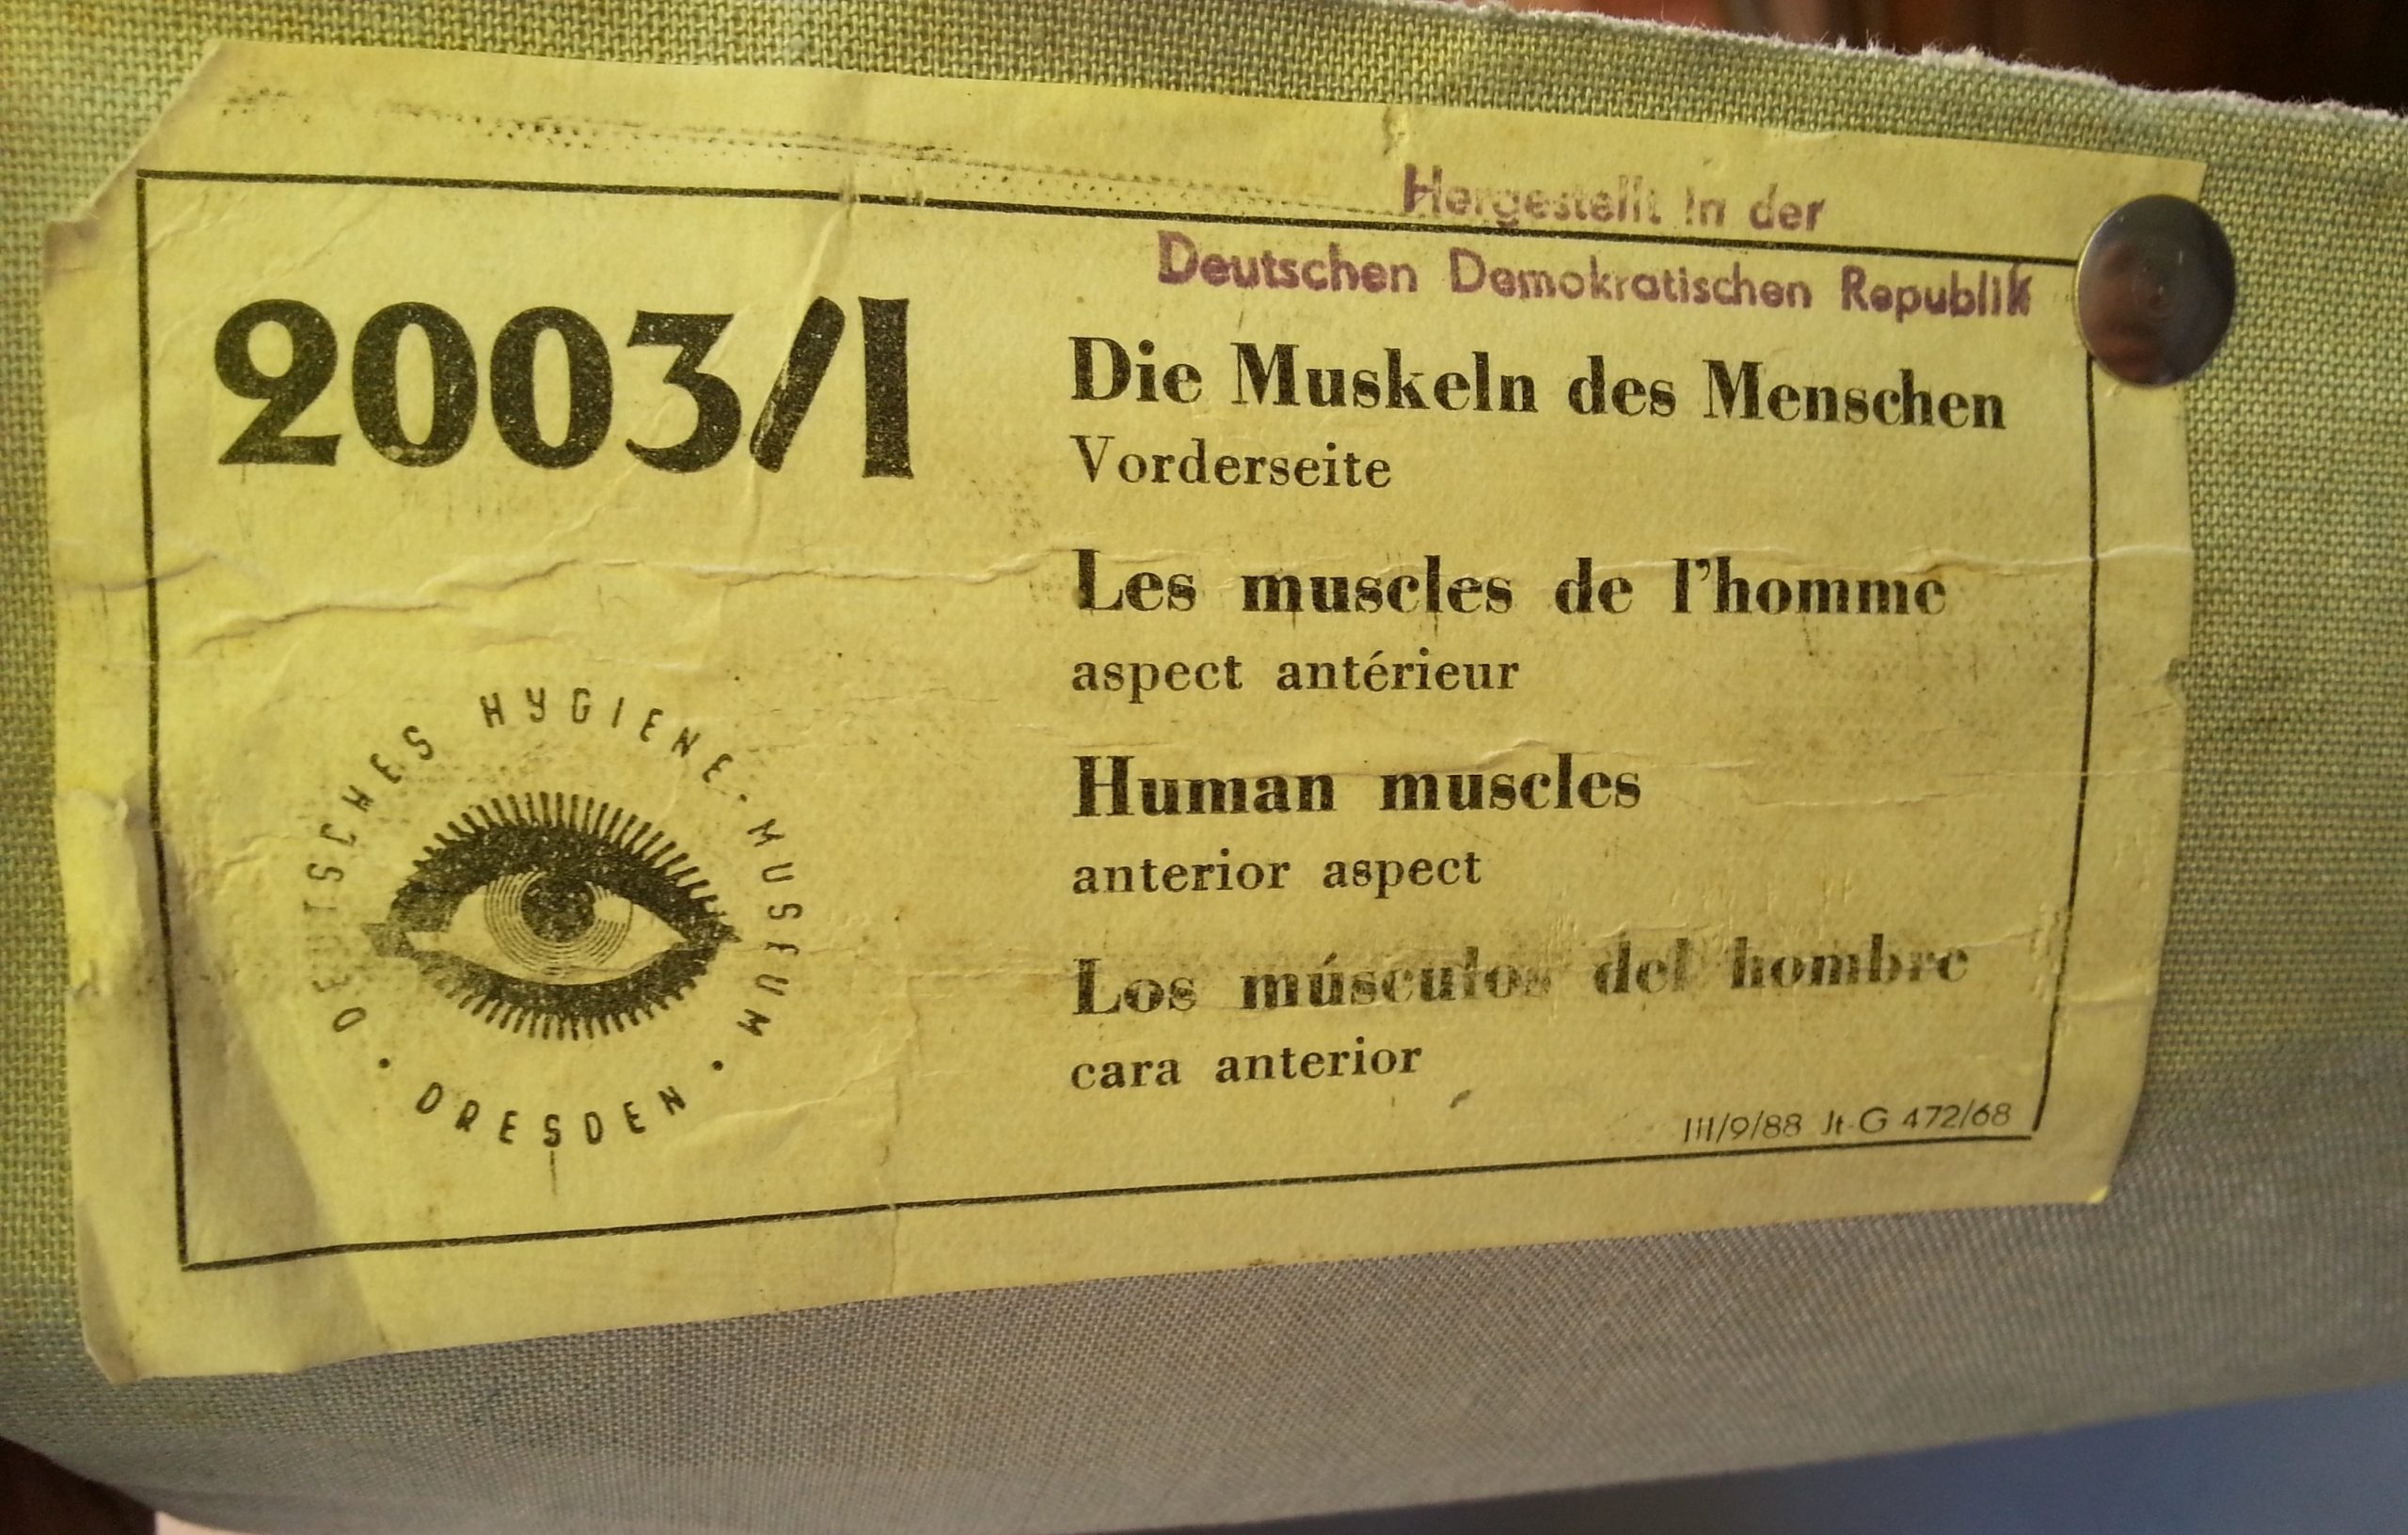 Hergestellt in der
Deutschen Demokratischen Republik
2003/I
Die Muskeln des Menschen
Vorderseite
Les muscles de l'homme
aspect antérieur
Human muscles
anterior aspect
Los músculos del hombre
cara anterior
DEUTSCHES HYGIENE-MUSEUM
• DRESDEN •
III/9/88 Jt-G 472/68